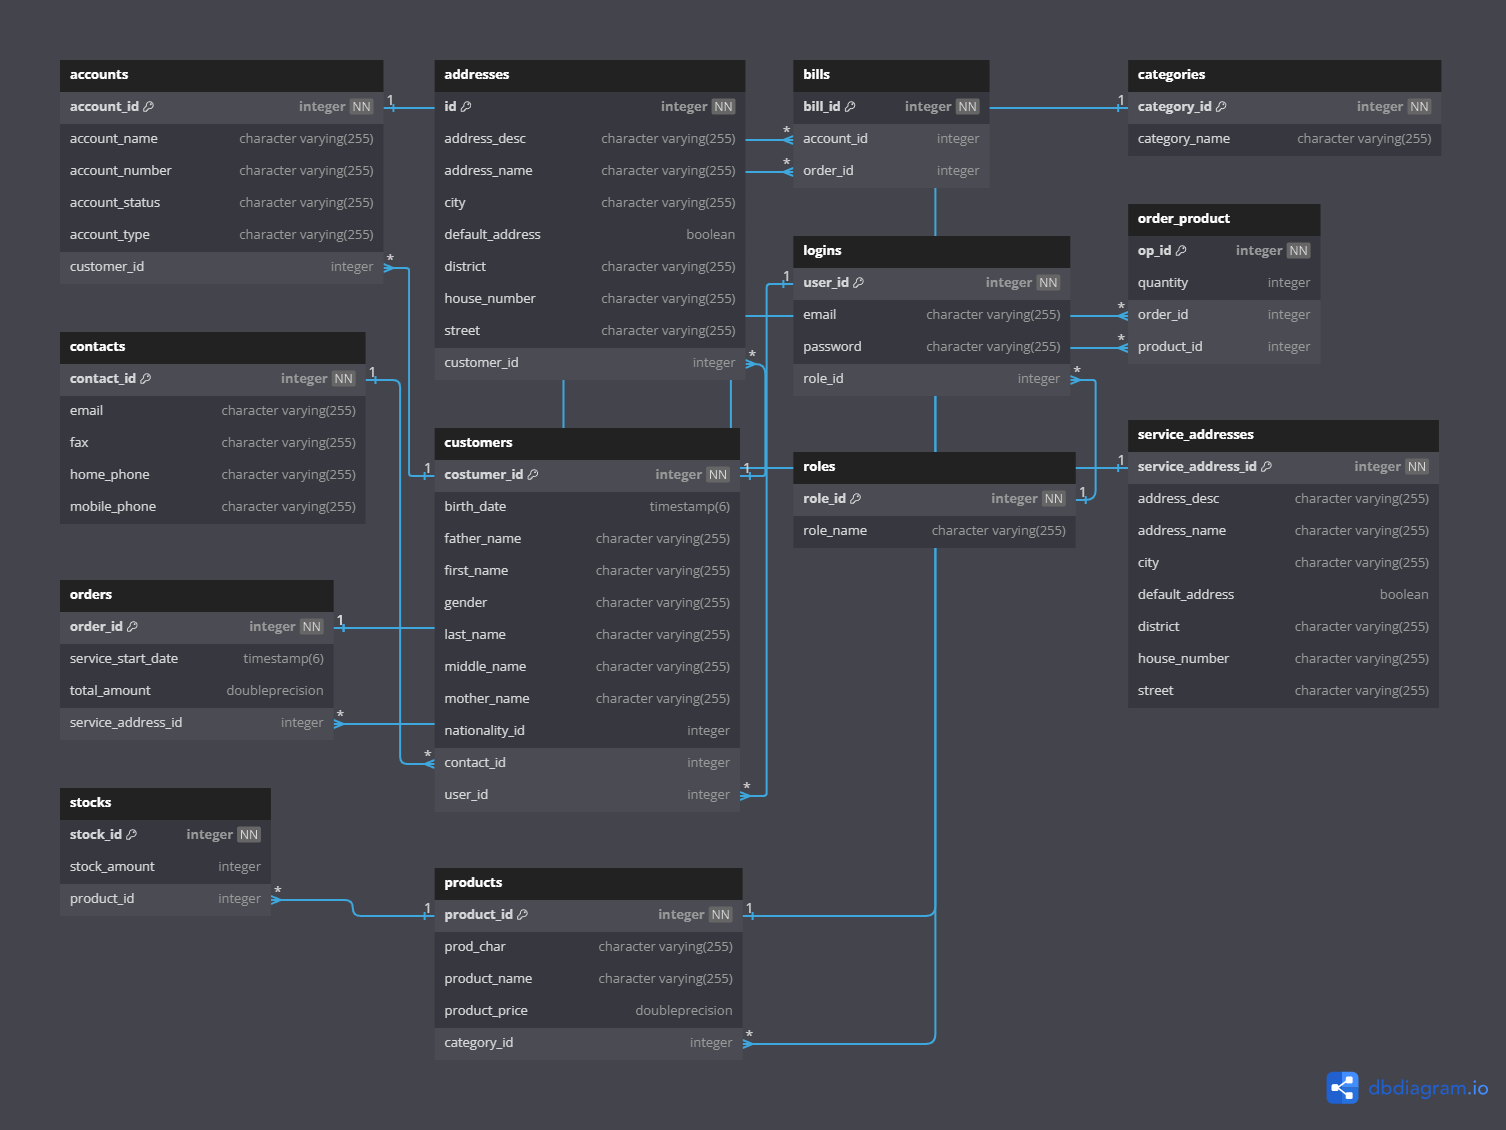 accounts
account_id integer NN
account_name character varying(255)
account_number character varying(255)
account_status character varying(255)
account_type character varying(255)
customer_id integer
1
*
contacts
contact_id integer NN
email character varying(255)
fax character varying(255)
home_phone character varying(255)
mobile_phone character varying(255)
1
orders
order_id integer NN
service_start_date timestamp(6)
total_amount doubleprecision
service_address_id integer
1
*
stocks
stock_id integer NN
stock_amount integer
product_id integer
*
addresses
id integer NN
address_desc character varying(255)
address_name character varying(255)
city character varying(255)
default_address boolean
district character varying(255)
house_number character varying(255)
street character varying(255)
customer_id integer
*
customers
1 costumer_id integer NN 1
birth_date timestamp(6)
father_name character varying(255)
first_name character varying(255)
gender character varying(255)
last_name character varying(255)
middle_name character varying(255)
mother_name character varying(255)
nationality_id integer
* contact_id integer
user_id integer *
products
1 product_id integer NN 1
prod_char character varying(255)
product_name character varying(255)
product_price doubleprecision
category_id integer *
bills
bill_id integer NN
* account_id integer
* order_id integer
logins
1 user_id integer NN
email character varying(255)
password character varying(255)
role_id integer *
roles
role_id integer NN 1
role_name character varying(255)
categories
1 category_id integer NN
category_name character varying(255)
order_product
op_id integer NN
quantity integer
* order_id integer
* product_id integer
service_addresses
1 service_address_id integer NN
address_desc character varying(255)
address_name character varying(255)
city character varying(255)
default_address boolean
district character varying(255)
house_number character varying(255)
street character varying(255)
dbdiagram.io